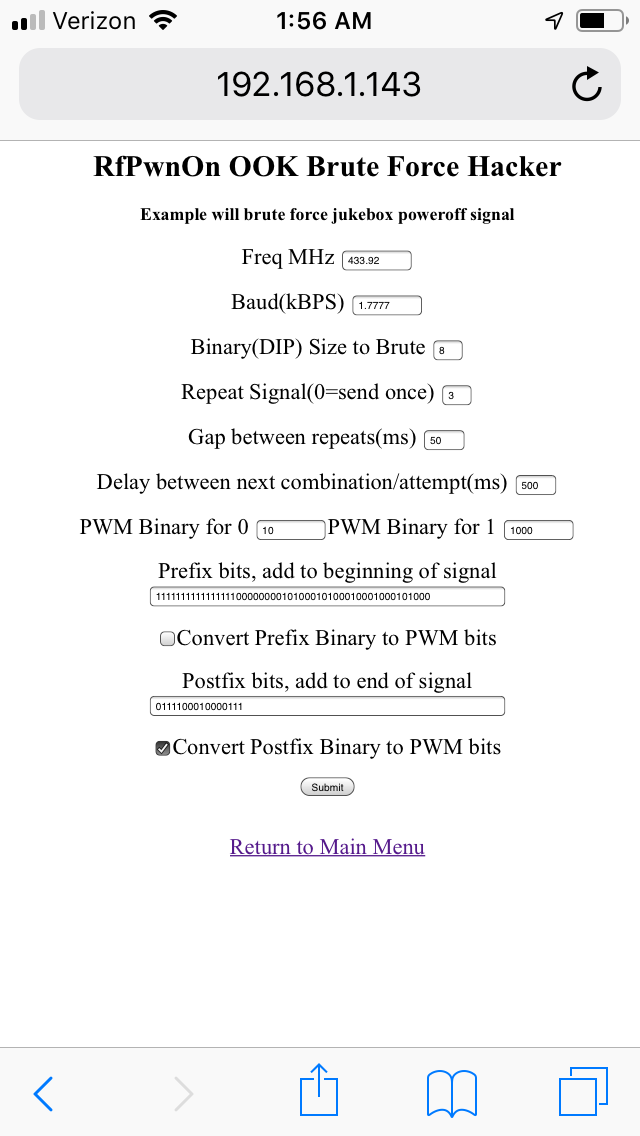 Verizon 1:56 AM
192.168.1.143
RfPwnOn OOK Brute Force Hacker
Example will brute force jukebox poweroff signal
Freq MHz 433.92
Baud(kBPS) 1.7777
Binary(DIP) Size to Brute 8
Repeat Signal(0=send once) 3
Gap between repeats(ms) 50
Delay between next combination/attempt(ms) 500
PWM Binary for 0 10 PWM Binary for 1 1000
Prefix bits, add to beginning of signal
1111111111111111000000001010001010001000100010​1000
Convert Prefix Binary to PWM bits
Postfix bits, add to end of signal
0111100010000111
Convert Postfix Binary to PWM bits
Submit
Return to Main Menu